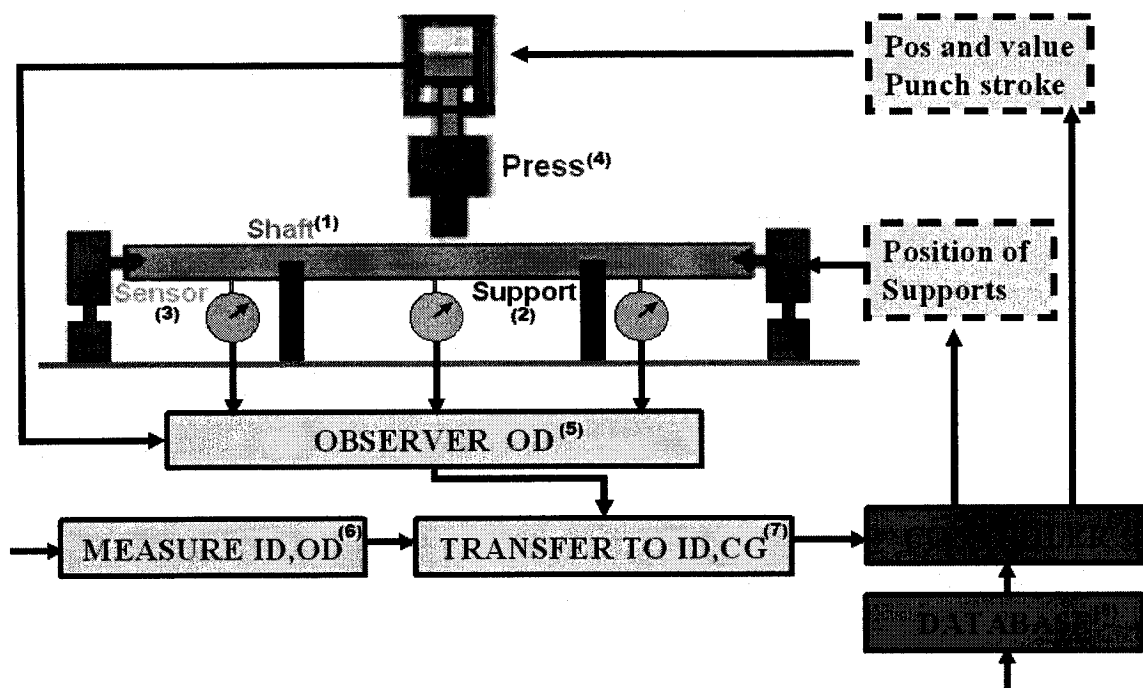 Pos and value
Punch stroke
Press(4)
Shaft(1)
Position of
Supports
Sensor
(3)
Support
(2)
OBSERVER OD(5)
MEASURE ID,OD(6)
TRANSFER TO ID,CG(7)
DATABASE